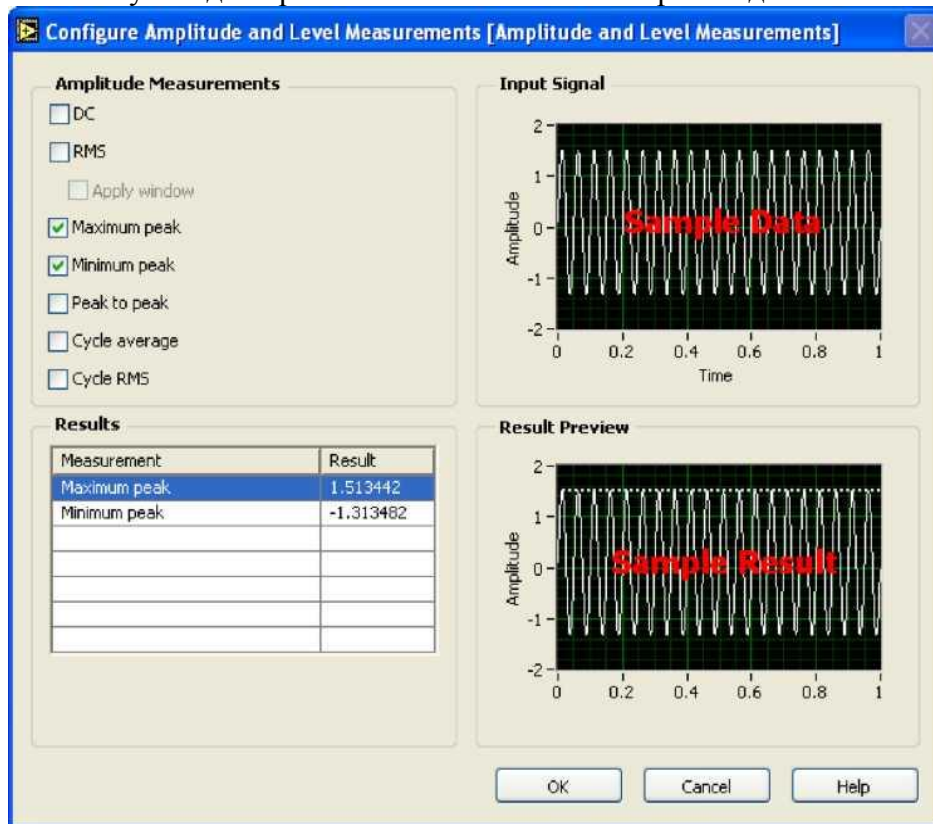 Configure Amplitude and Level Measurements [Amplitude and Level Measurements]
Amplitude Measurements
DC
RMS
Apply window
Maximum peak
Minimum peak
Peak to peak
Cycle average
Cycle RMS
Input Signal
2
1
0
-1
-2
Amplitude
Sample Data
0 0.2 0.4 0.6 0.8 1
Time
Results
Measurement Result
Maximum peak 1.513442
Minimum peak -1.313482
Result Preview
2
1
0
-1
-2
Amplitude
Sample Result
0 0.2 0.4 0.6 0.8 1
OK Cancel Help